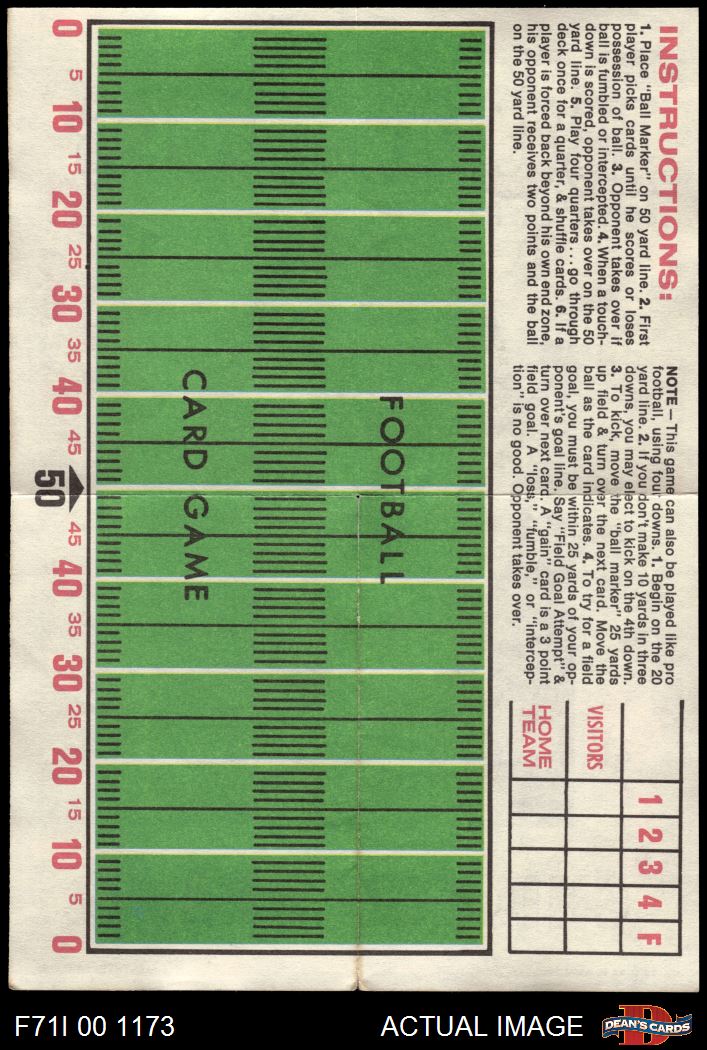 INSTRUCTIONS:
1. Place "Ball Marker" on 50 yard line. 2. First
player picks cards until he scores or loses
possession of ball. 3. Opponent takes over if
ball is fumbled or intercepted. 4. When a touch-
down is scored, opponent takes over on the 50
yard line. 5. Play four quarters... go through
deck once for a quarter, & shuffle cards. 6. If a
player is forced back beyond his own end zone,
his opponent receives two points and the ball
on the 50 yard line.
NOTE — This game can also be played like pro
football, using four downs. 1. Begin on the 20
yard line. 2. If you don't make 10 yards in three
downs, you may elect to kick on the 4th down.
3. To kick, move the "ball marker" 25 yards
up field & turn over the next card. Move the
ball as the card indicates. 4. To try for a field
goal, you must be within 25 yards of your op-
ponent's goal line. Say "Field Goal Attempt" &
turn over next card. A "gain" card is a 3 point
field goal. A "loss," "fumble," or "intercep-
tion" is no good. Opponent takes over.
1 2 3 4 F
VISITORS
HOME
TEAM
FOOTBALL
CARD GAME
0 5 10 15 20 25 30 35 40 45 50 45 40 35 30 25 20 15 10 5 0
F71I 00 1173
ACTUAL IMAGE
D
DEAN'S CARDS